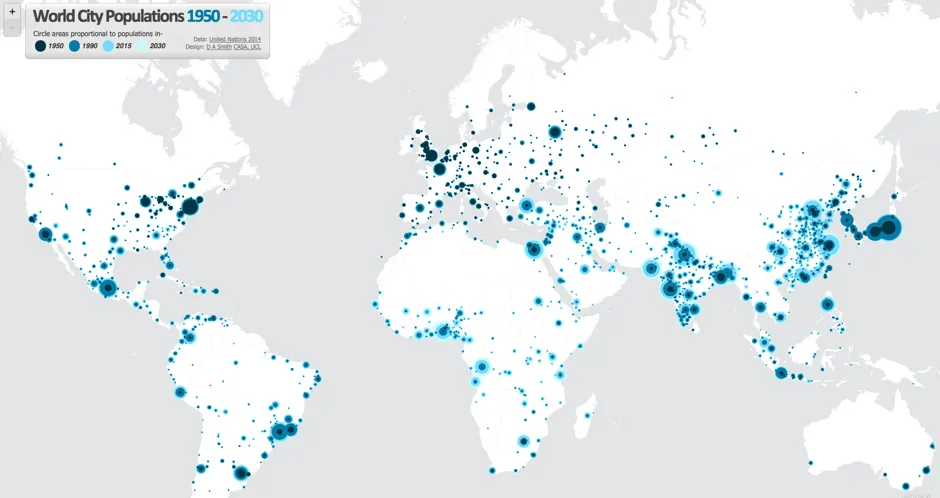 +
World City Populations 1950 - 2030
−
Data: United Nations 2014
Circle areas proportional to populations in-
Design: D A Smith CASA, UCL
1950 1990 2015 2030